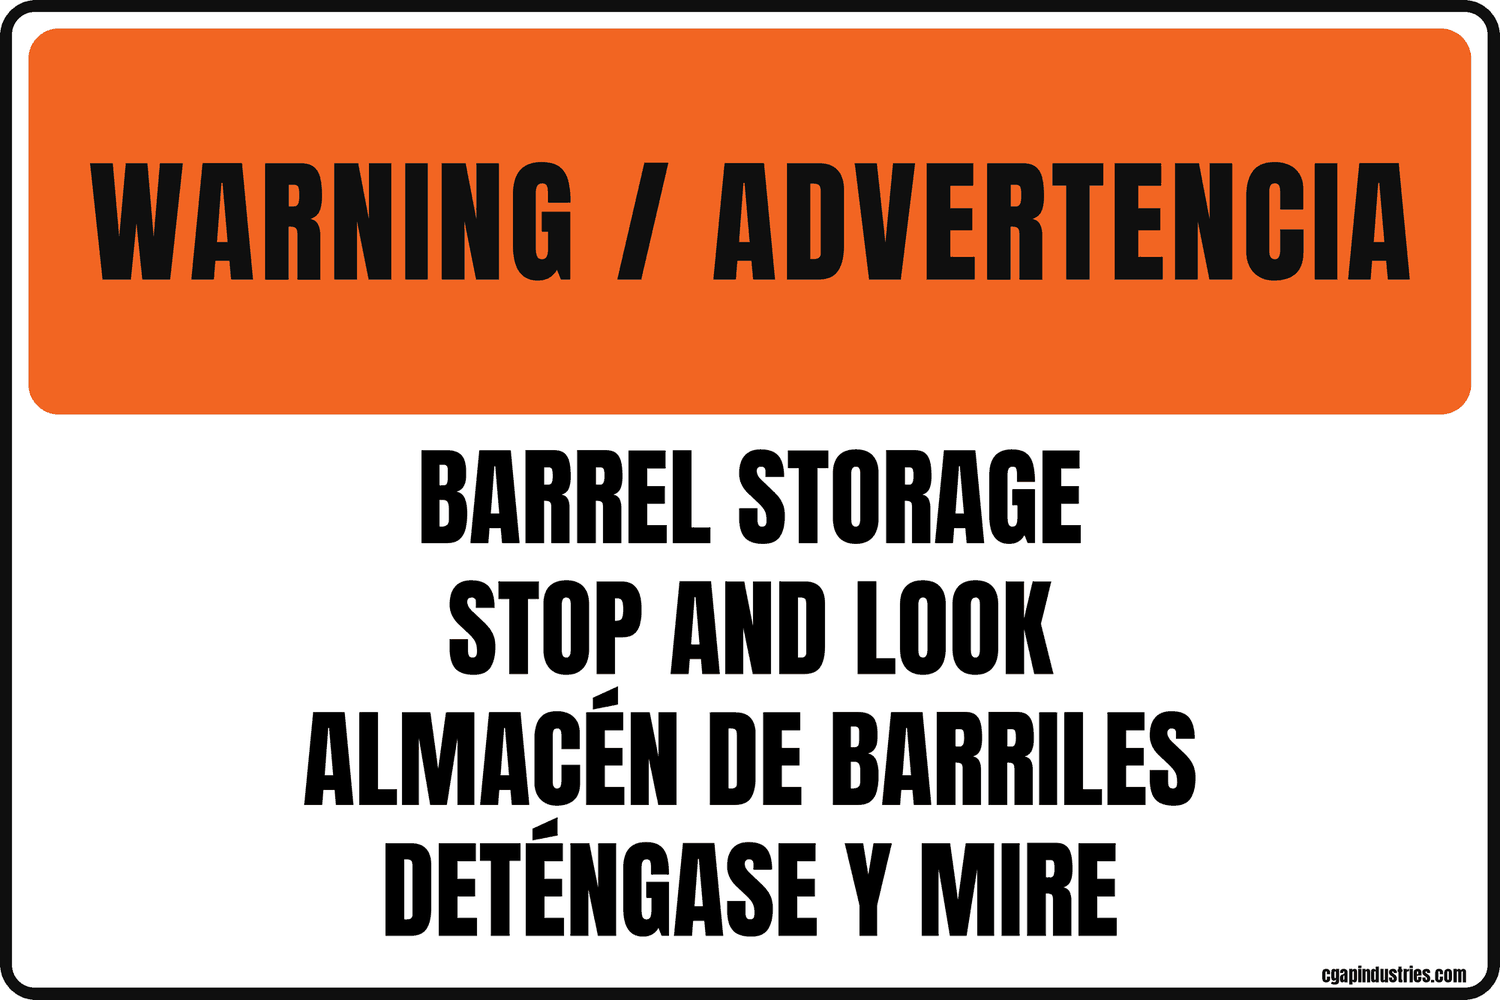 WARNING / ADVERTENCIA
BARREL STORAGE
STOP AND LOOK
ALMACÉN DE BARRILES
DETÉNGASE Y MIRE
cgapindustries.com